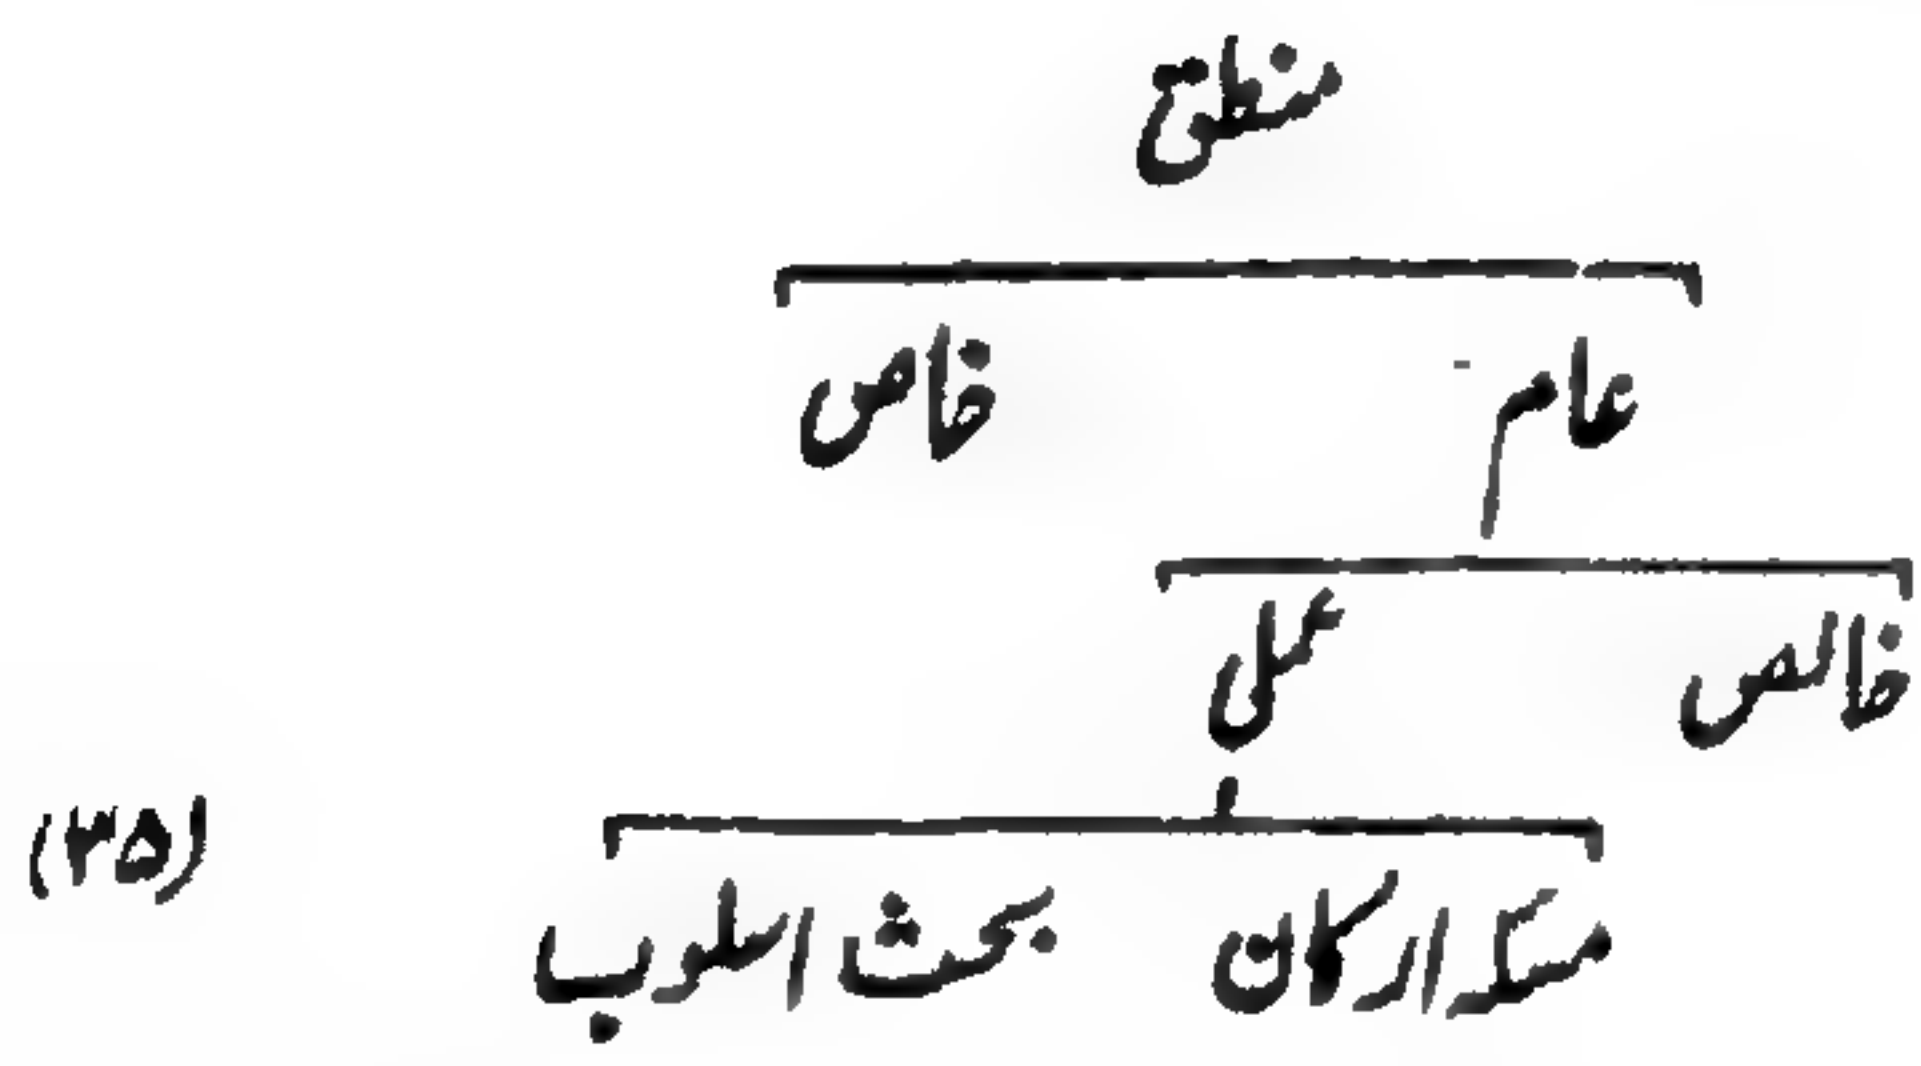 منطق
عام خاص
خالص عملی
(۳۵)
مسئلہ ارکان بحث اسلوب